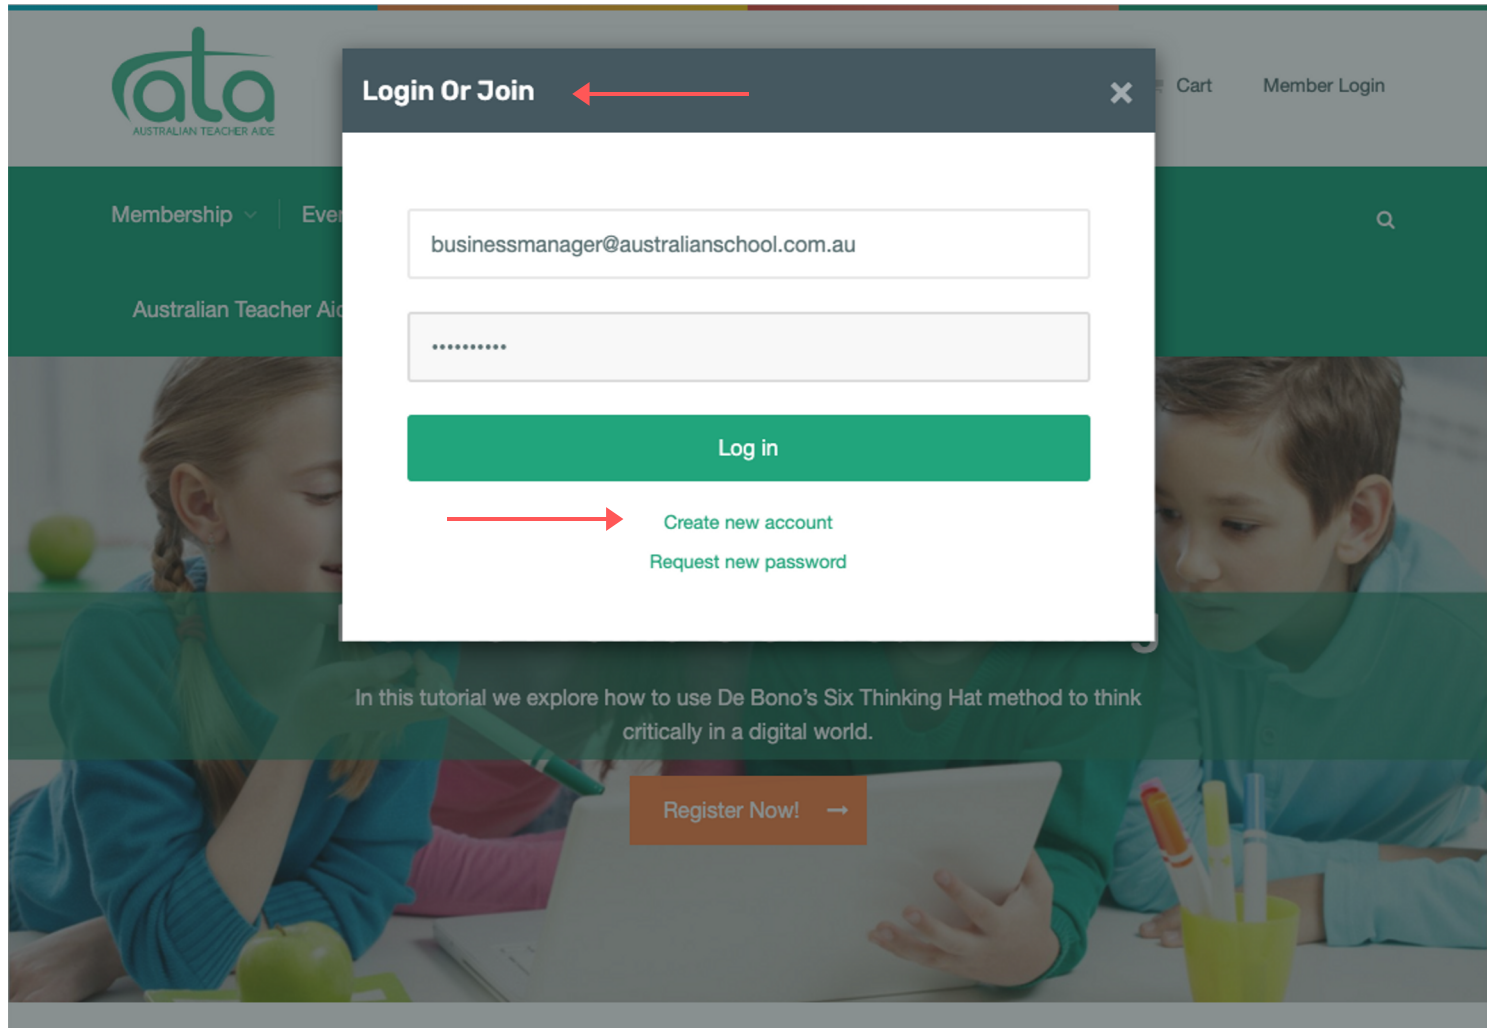 ata
AUSTRALIAN TEACHER AIDE
Login Or Join
Cart
Member Login
Membership
businessmanager@australianschool.com.au
Australian Teacher
••••••••••
Log in
Create new account
Request new password
In this tutorial we explore how to use De Bono’s Six Thinking Hat method to think
critically in a digital world.
Register Now!